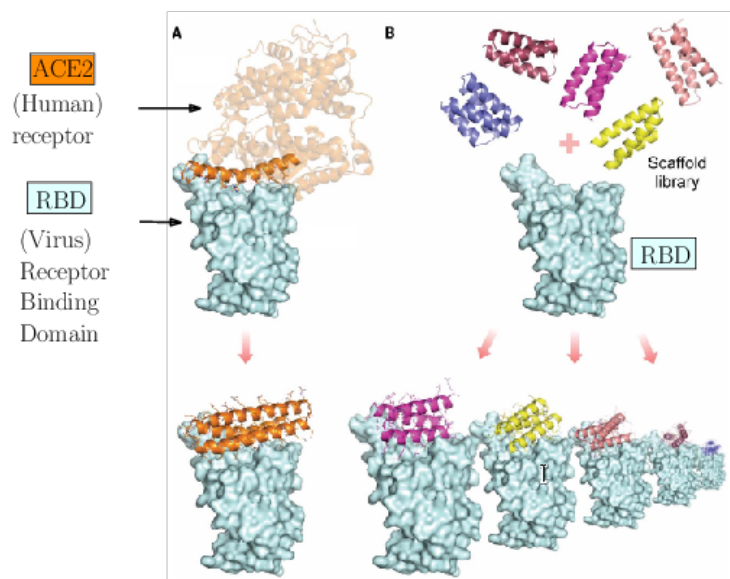 A
B
ACE2
(Human)
receptor
RBD
(Virus)
Receptor
Binding
Domain
Scaffold
library
RBD